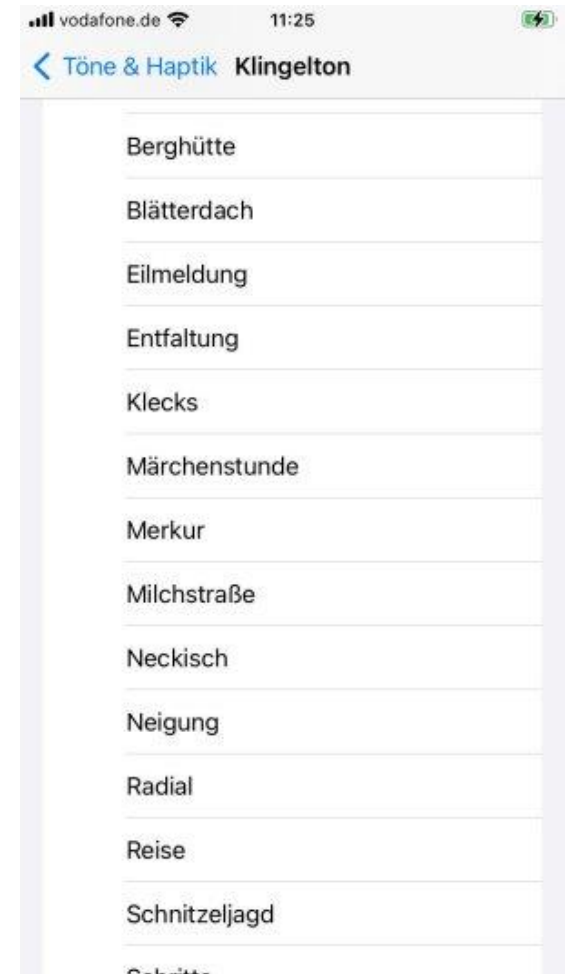 vodafone.de 11:25
Töne & Haptik Klingelton
Berghütte
Blätterdach
Eilmeldung
Entfaltung
Klecks
Märchenstunde
Merkur
Milchstraße
Neckisch
Neigung
Radial
Reise
Schnitzeljagd